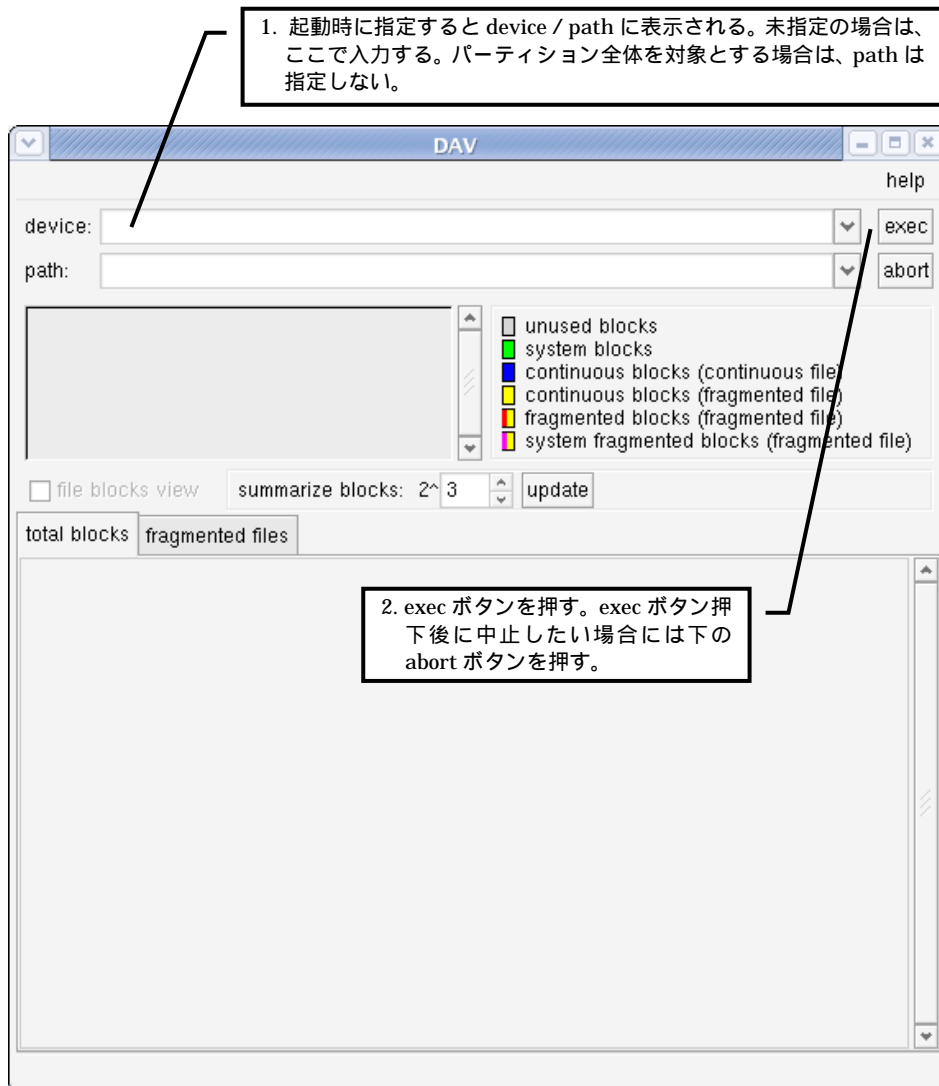 1. 起動時に指定すると device / path に表示される。未指定の場合は、
ここで入力する。パーティション全体を対象とする場合は、path は
指定しない。
DAV
help
device:
exec
path:
abort
unused blocks
system blocks
continuous blocks (continuous file)
continuous blocks (fragmented file)
fragmented blocks (fragmented file)
system fragmented blocks (fragmented file)
file blocks view
summarize blocks: 2^ 3
update
total blocks
fragmented files
2. exec ボタンを押す。exec ボタン押
下後に中止したい場合には下の
abort ボタンを押す。